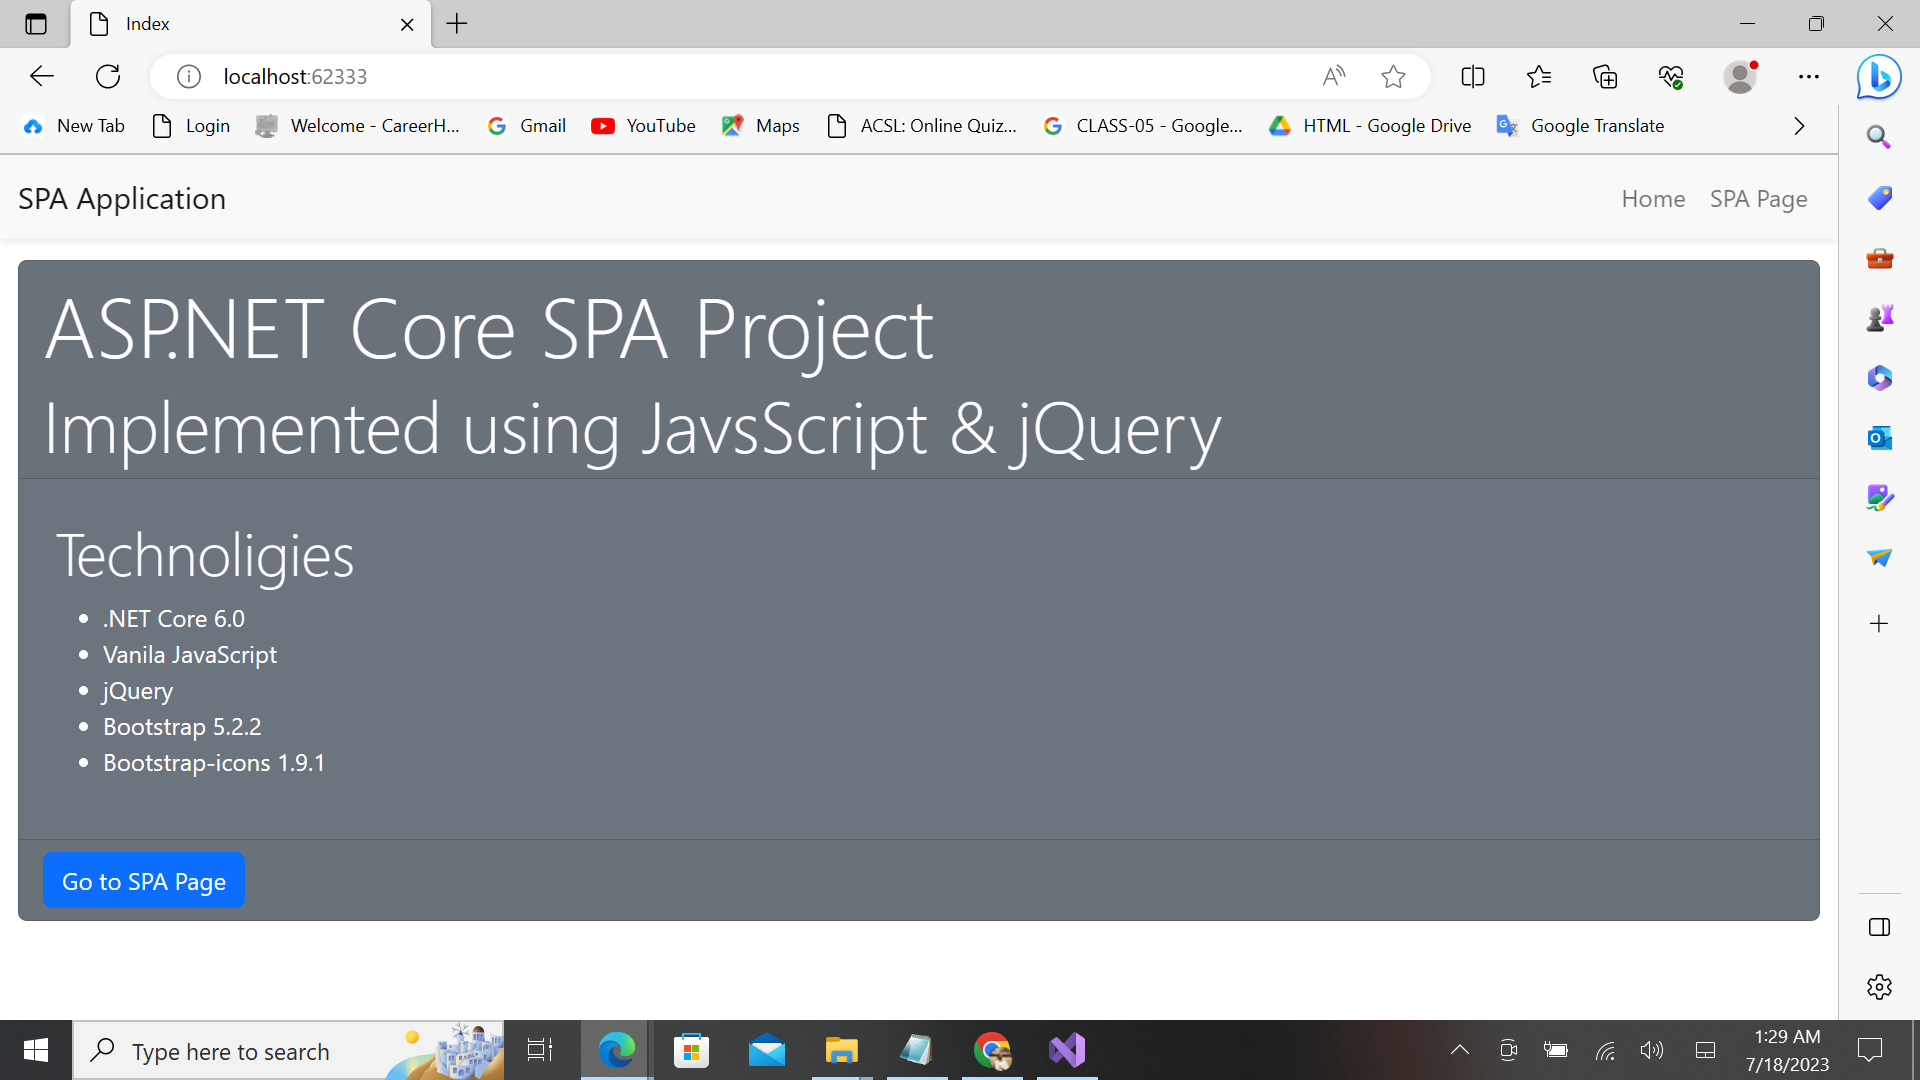 Index
localhost:62333
New Tab
Login
Welcome - CareerH...
Gmail
YouTube
Maps
ACSL: Online Quiz...
CLASS-05 - Google...
HTML - Google Drive
Google Translate
SPA Application
Home
SPA Page
ASP.NET Core SPA Project
Implemented using JavsScript & jQuery
Technoligies
.NET Core 6.0
Vanila JavaScript
jQuery
Bootstrap 5.2.2
Bootstrap-icons 1.9.1
Go to SPA Page
Type here to search
1:29 AM
7/18/2023